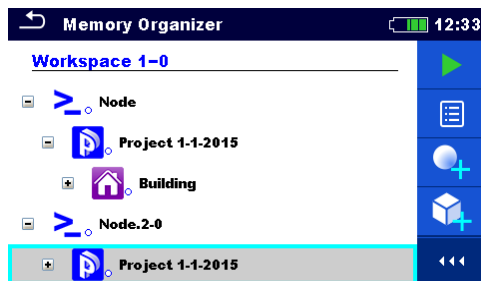 Memory Organizer 12:33
Workspace 1-0
Node
Project 1-1-2015
Building
Node.2-0
Project 1-1-2015